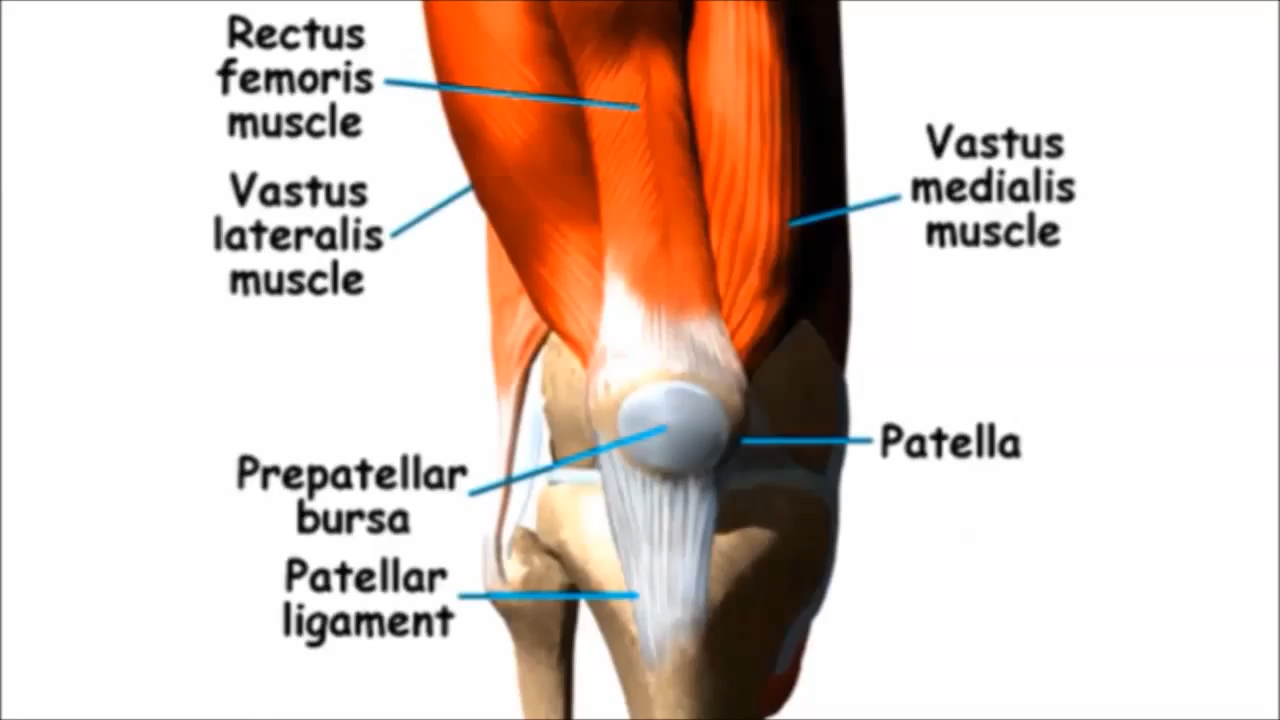 Rectus
femoris
muscle
Vastus
lateralis
muscle
Vastus
medialis
muscle
Patella
Prepatellar
bursa
Patellar
ligament